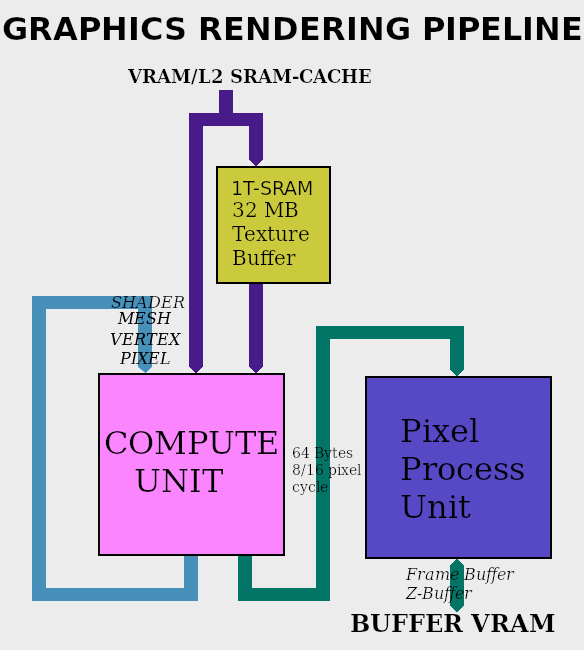 GRAPHICS RENDERING PIPELINE
VRAM/L2 SRAM-CACHE
1T-SRAM
32 MB
Texture
Buffer
SHADER
MESH
VERTEX
PIXEL
COMPUTE
UNIT
64 Bytes
8/16 pixel
cycle
Pixel
Process
Unit
Frame Buffer
Z-Buffer
BUFFER VRAM